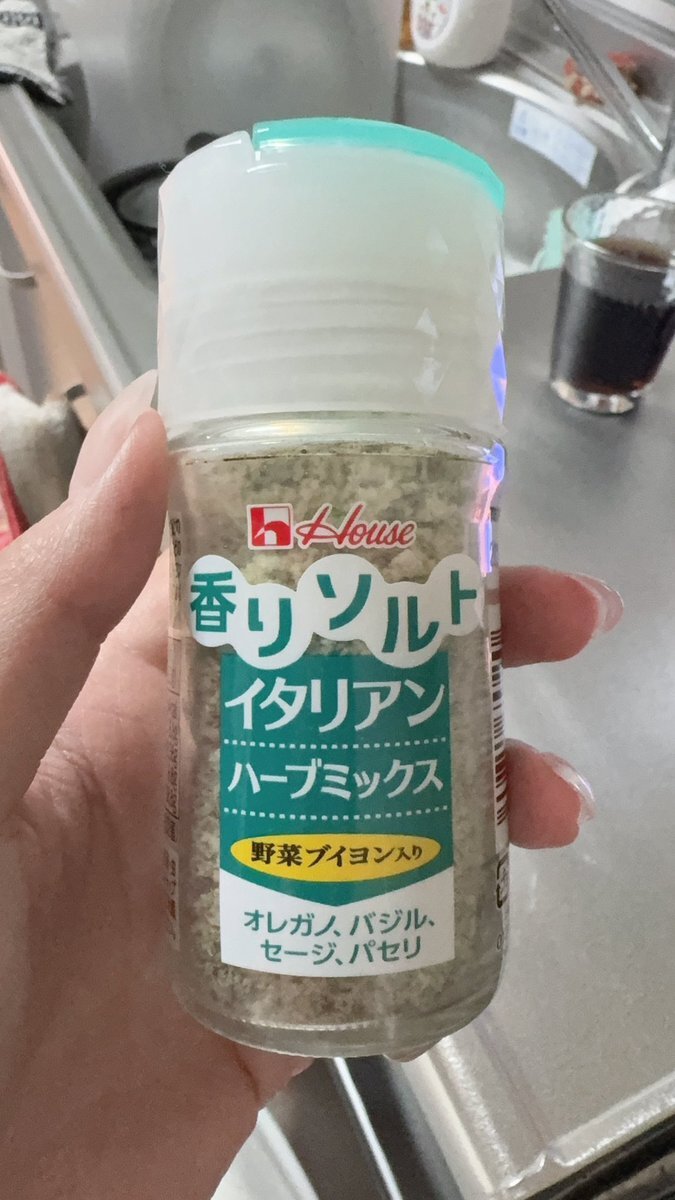 House
香りソルト
イタリアン
ハーブミックス
野菜ブイヨン入り
オレガノ、バジル、
セージ、パセリ